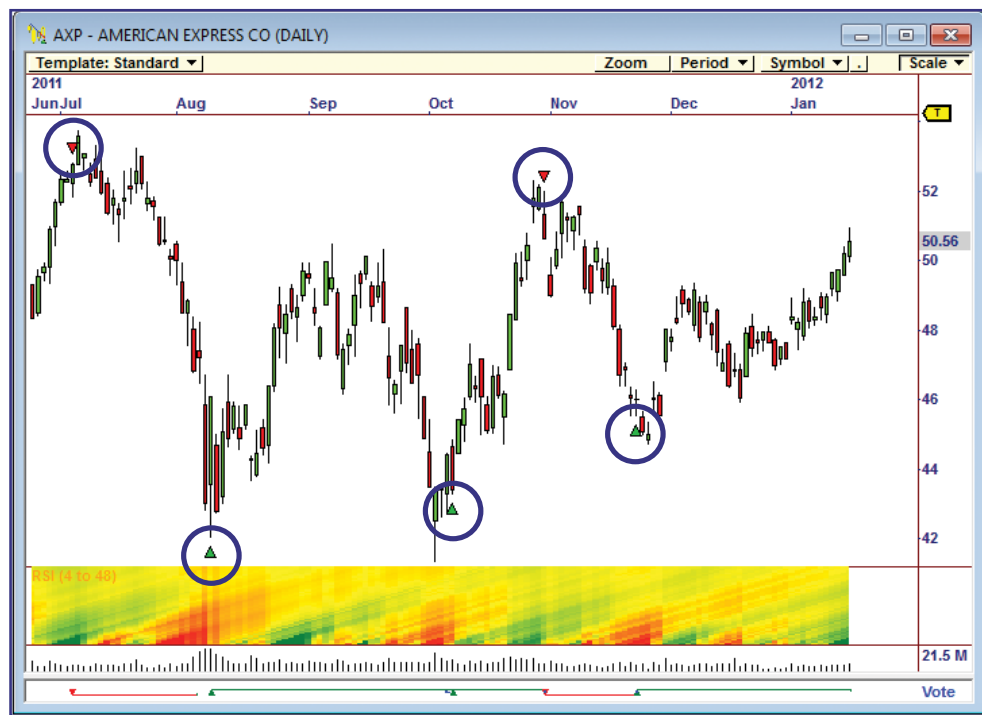 AXP - AMERICAN EXPRESS CO (DAILY)
Template: Standard Zoom Period Symbol . Scale
2011 2012
Jun Jul Aug Sep Oct Nov Dec Jan
T
52
50.56
50
48
46
44
42
RSI (4 to 48)
21.5 M
Vote